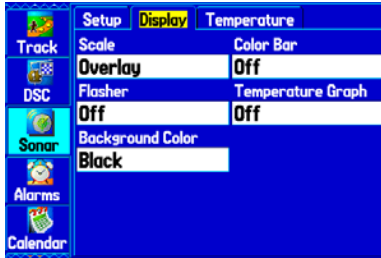 Setup Display Temperature
Track
DSC
Sonar
Alarms
Calendar
Scale Color Bar
Overlay Off
Flasher Temperature Graph
Off Off
Background Color
Black